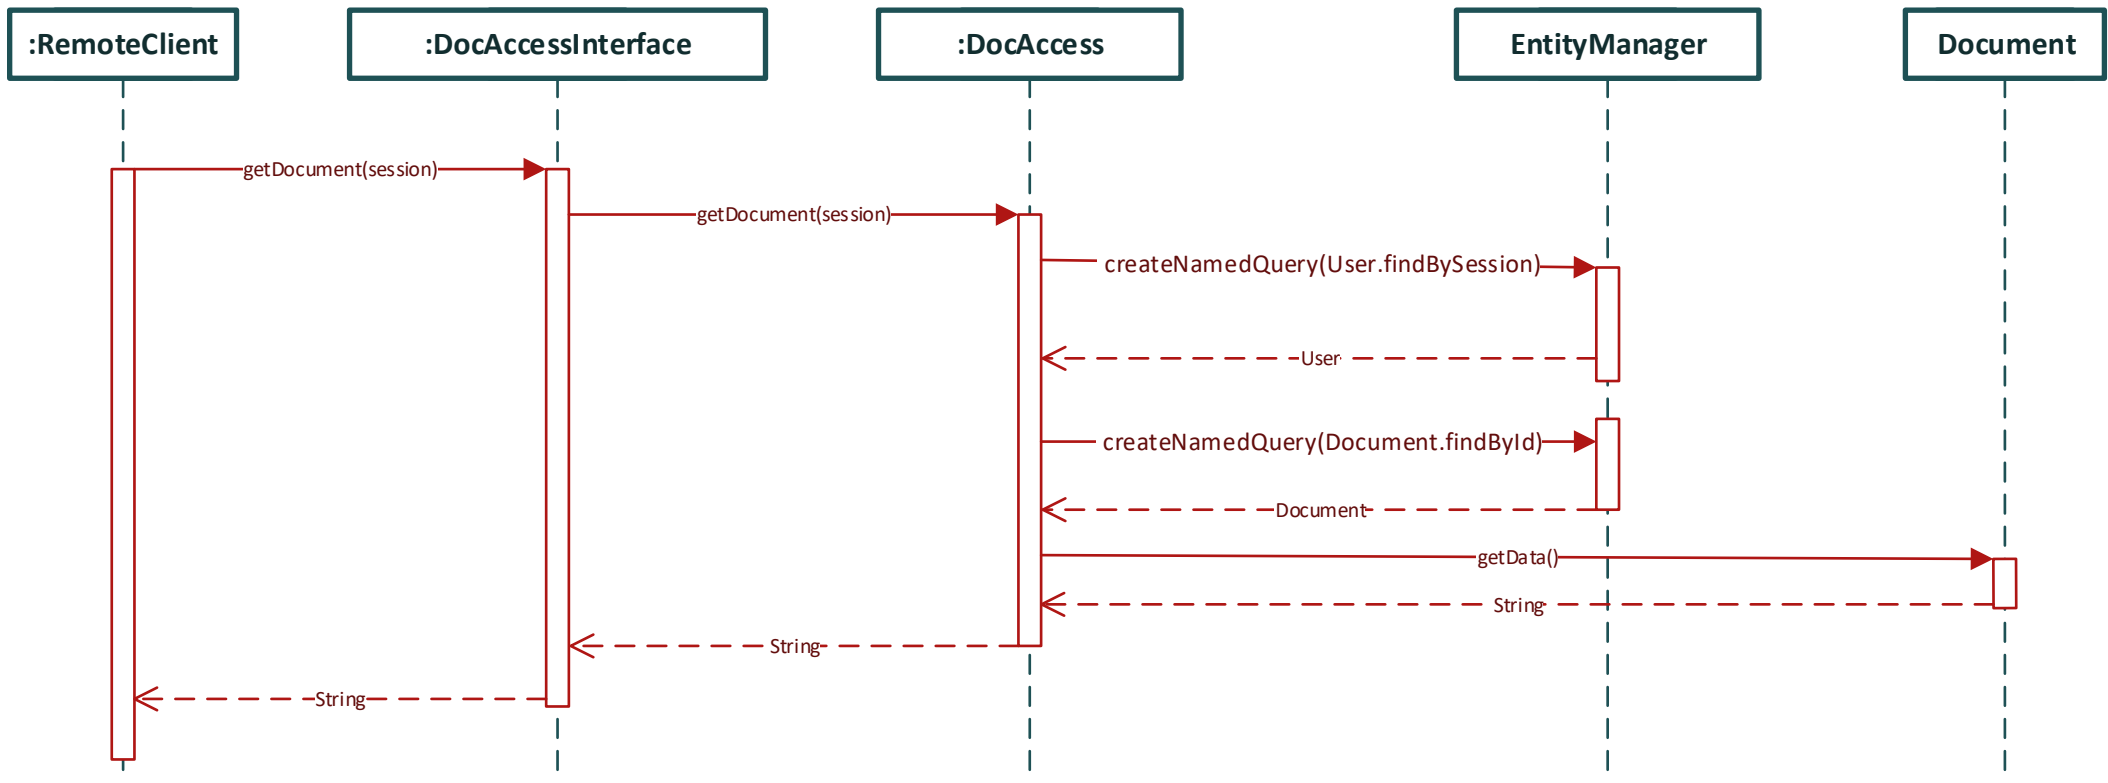 :RemoteClient
:DocAccessInterface
:DocAccess
EntityManager
Document
getDocument(session)
getDocument(session)
createNamedQuery(User.findBySession)
User
createNamedQuery(Document.findById)
Document
getData()
String
String
String